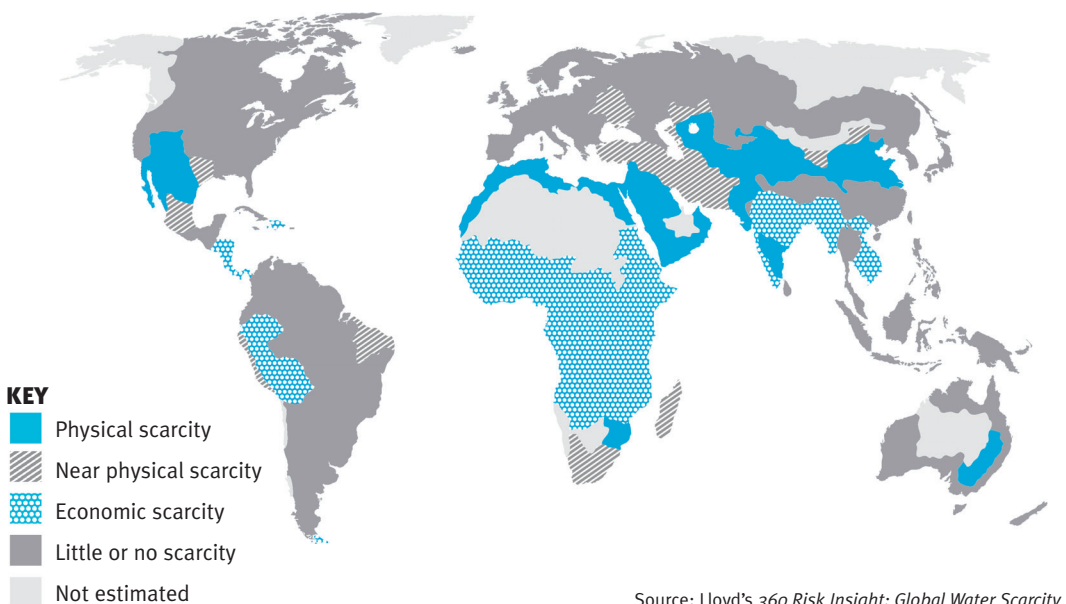 KEY
Physical scarcity
Near physical scarcity
Economic scarcity
Little or no scarcity
Not estimated
Source: Lloyd's 360 Risk Insight: Global Water Scarcity